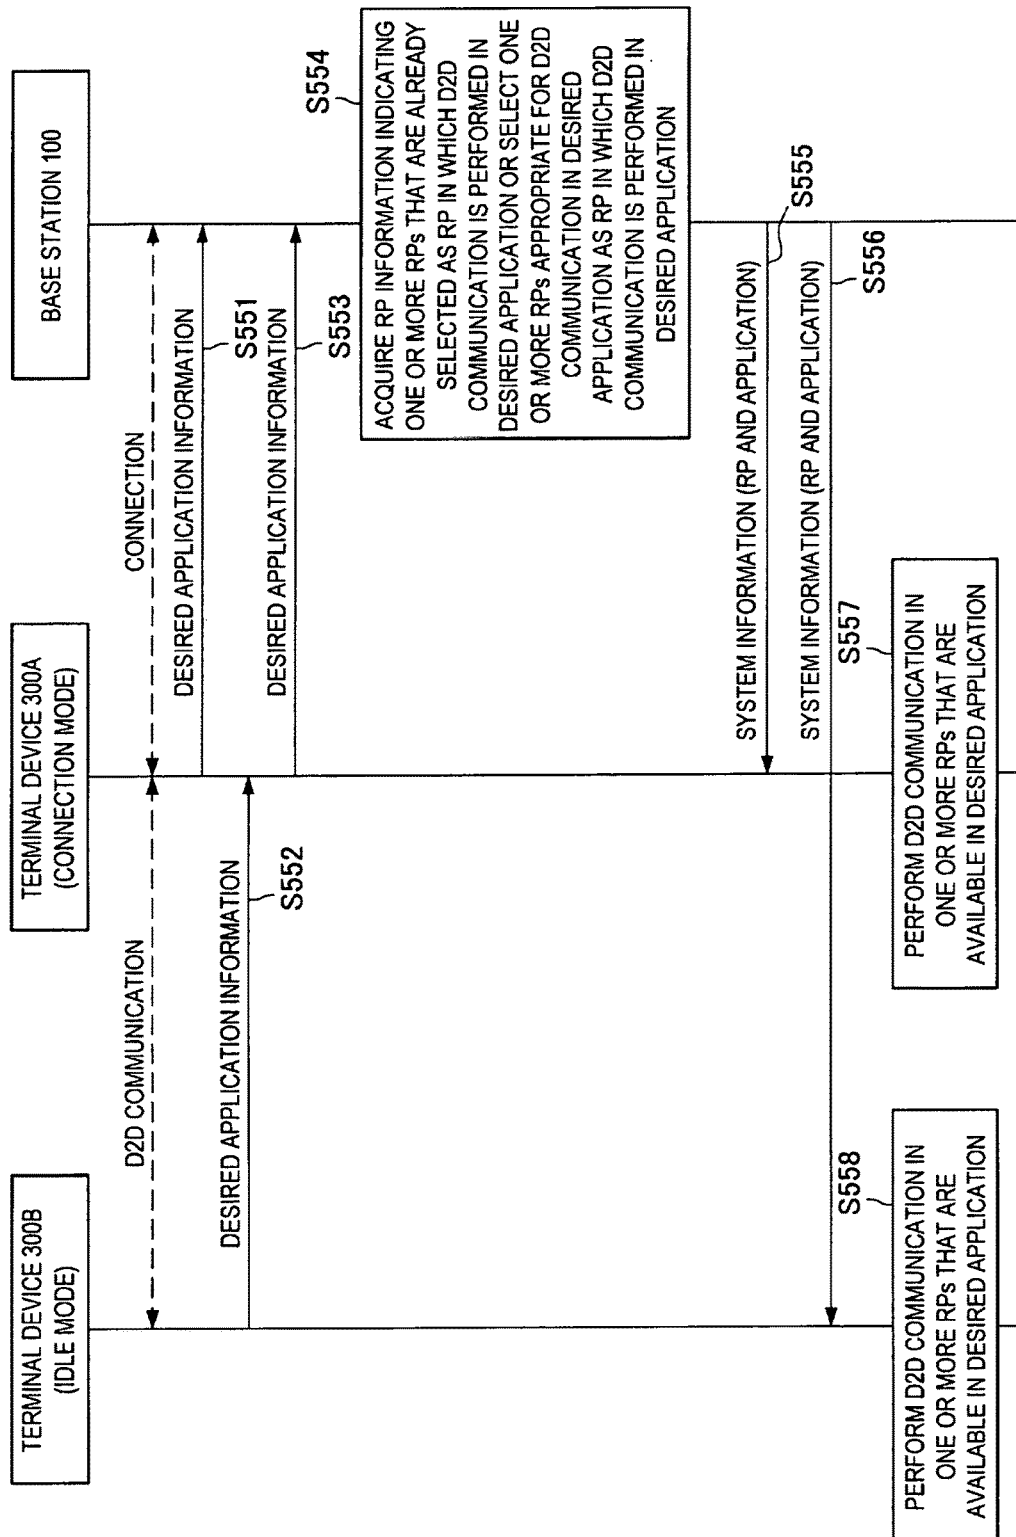 TERMINAL DEVICE 300B
(IDLE MODE)
TERMINAL DEVICE 300A
(CONNECTION MODE)
BASE STATION 100
D2D COMMUNICATION
CONNECTION
DESIRED APPLICATION INFORMATION
S551
DESIRED APPLICATION INFORMATION
S552
DESIRED APPLICATION INFORMATION
S553
S554
ACQUIRE RP INFORMATION INDICATING
ONE OR MORE RPs THAT ARE ALREADY
SELECTED AS RP IN WHICH D2D
COMMUNICATION IS PERFORMED IN
DESIRED APPLICATION OR SELECT ONE
OR MORE RPs APPROPRIATE FOR D2D
COMMUNICATION IN DESIRED
APPLICATION AS RP IN WHICH D2D
COMMUNICATION IS PERFORMED IN
DESIRED APPLICATION
SYSTEM INFORMATION (RP AND APPLICATION)
S555
SYSTEM INFORMATION (RP AND APPLICATION)
S556
S558
PERFORM D2D COMMUNICATION IN
ONE OR MORE RPs THAT ARE
AVAILABLE IN DESIRED APPLICATION
S557
PERFORM D2D COMMUNICATION IN
ONE OR MORE RPs THAT ARE
AVAILABLE IN DESIRED APPLICATION